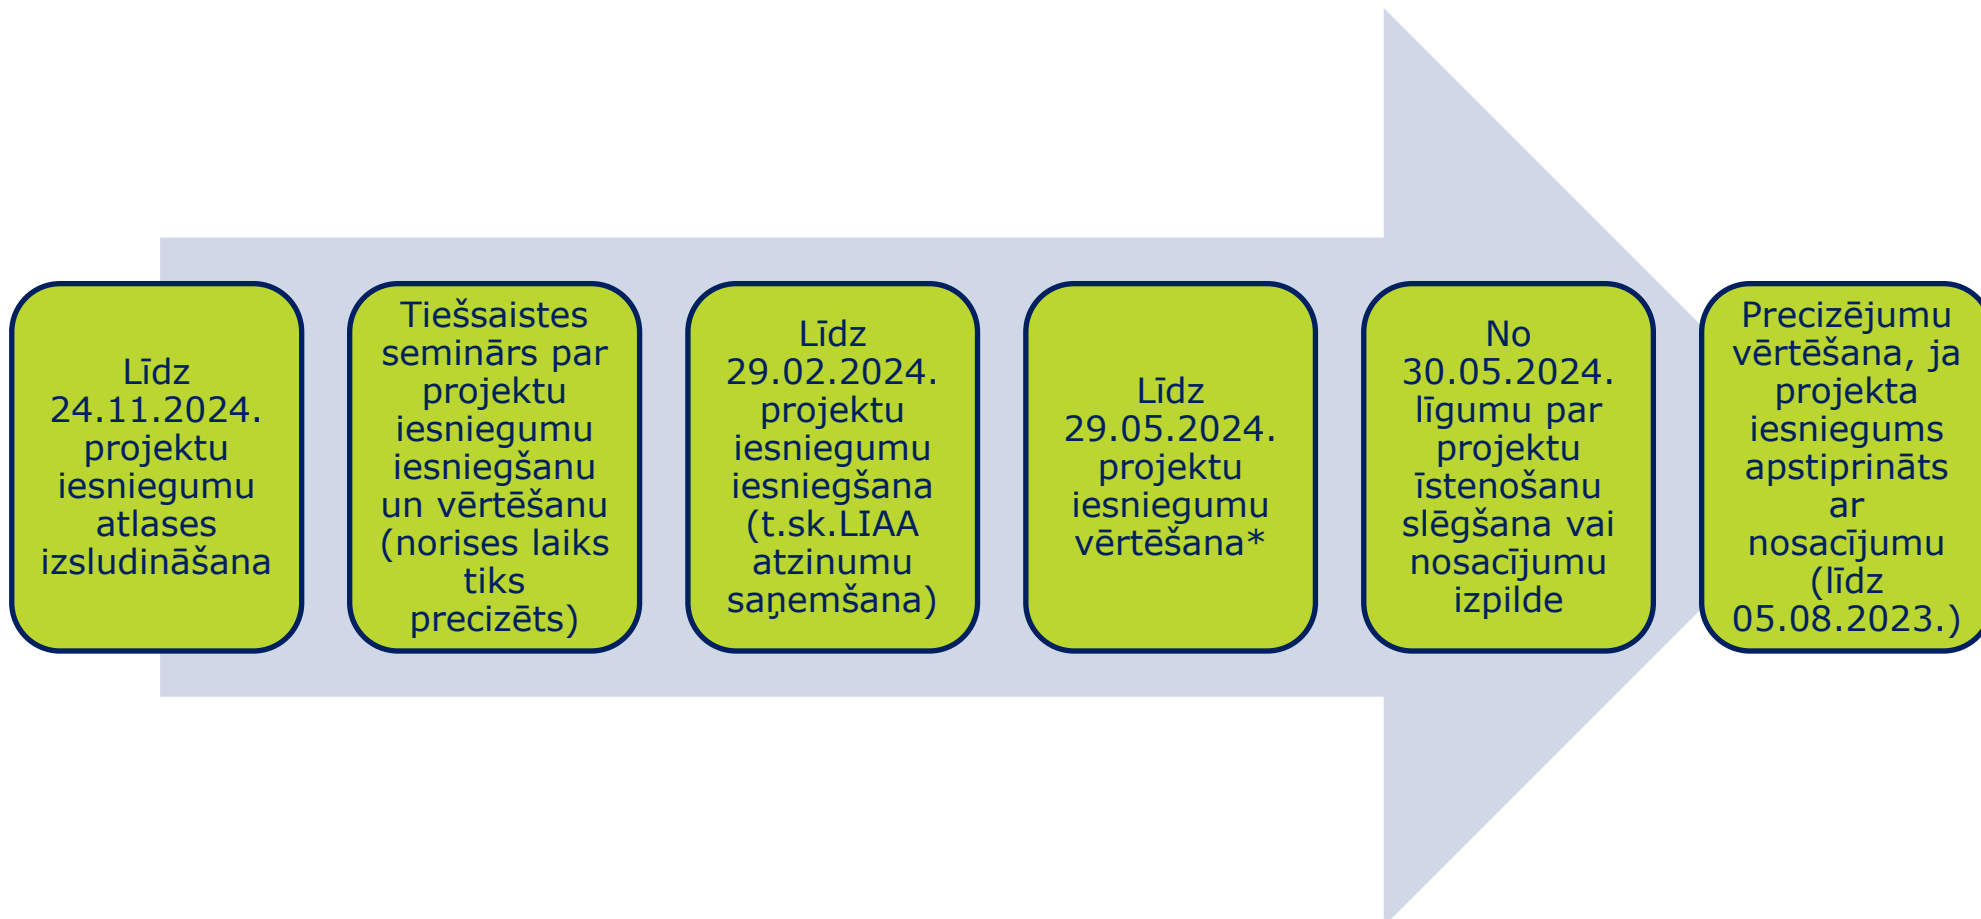 Līdz
24.11.2024.
projektu
iesniegumu
atlases
izsludināšana
Tiešsaistes
seminārs par
projektu
iesniegumu
iesniegšanu
un vērtēšanu
(norises laiks
tiks
precizēts)
Līdz
29.02.2024.
projektu
iesniegumu
iesniegšana
(t.sk.LIAA
atzinumu
saņemšana)
Līdz
29.05.2024.
projektu
iesniegumu
vērtēšana*
No
30.05.2024.
līgumu par
projektu
īstenošanu
slēgšana vai
nosacījumu
izpilde
Precizējumu
vērtēšana, ja
projekta
iesniegums
apstiprināts
ar
nosacījumu
(līdz
05.08.2023.)